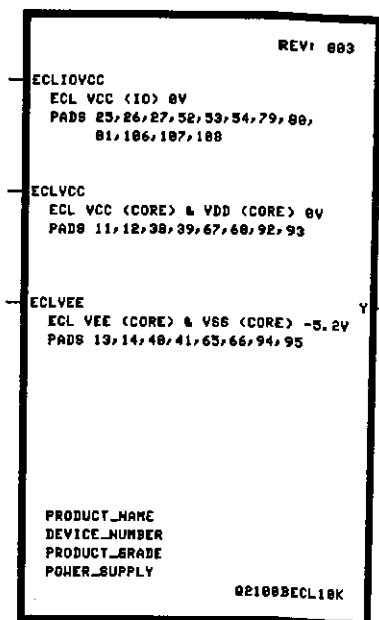 REV: 003
ECLIOVCC
ECL VCC (IO) 0V
PADS 25,26,27,52,53,54,79,80,
81,106,107,108
ECLVCC
ECL VCC (CORE) & VDD (CORE) 0V
PADS 11,12,38,39,67,68,92,93
ECLVEE
Y
ECL VEE (CORE) & VSS (CORE) -5.2V
PADS 13,14,40,41,65,66,94,95
PRODUCT_NAME
DEVICE_NUMBER
PRODUCT_GRADE
POWER_SUPPLY
Q2100BECL10K